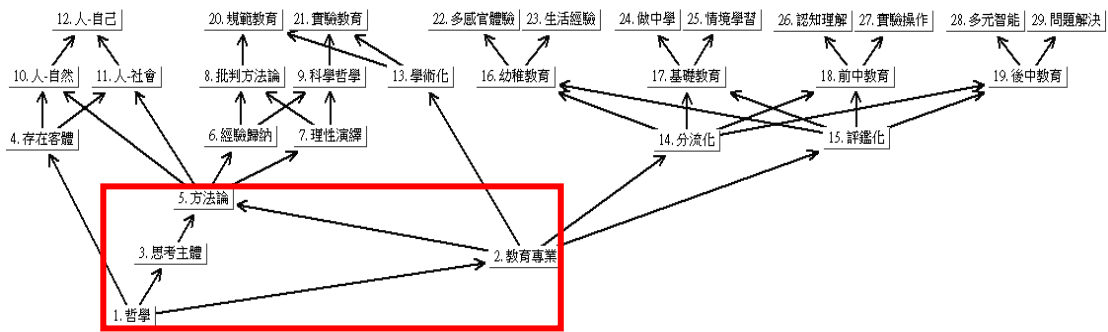 12. 人-自己
20. 規範教育
21. 實驗教育
22. 多感官體驗
23. 生活經驗
24. 做中學
25. 情境學習
26. 認知理解
27. 實驗操作
28. 多元智能
29. 問題解決
10. 人-自然
11. 人-社會
8. 批判方法論
9. 科學哲學
13. 學術化
16. 幼稚教育
17. 基礎教育
18. 前中教育
19. 後中教育
4. 存在客體
6. 經驗歸納
7. 理性演繹
14. 分流化
15. 評鑑化
5. 方法論
3. 思考主體
2. 教育專業
1. 哲學